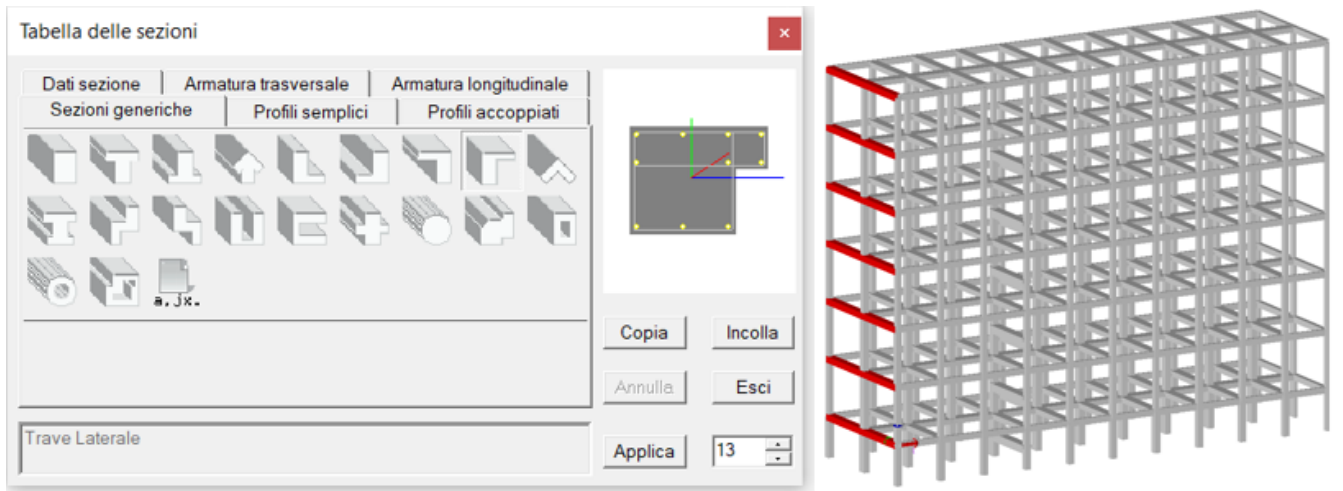 Tabella delle sezioni
Dati sezione
Armatura trasversale
Armatura longitudinale
Sezioni generiche
Profili semplici
Profili accoppiati
a.jx.
Copia
Incolla
Annulla
Esci
Trave Laterale
Applica
13